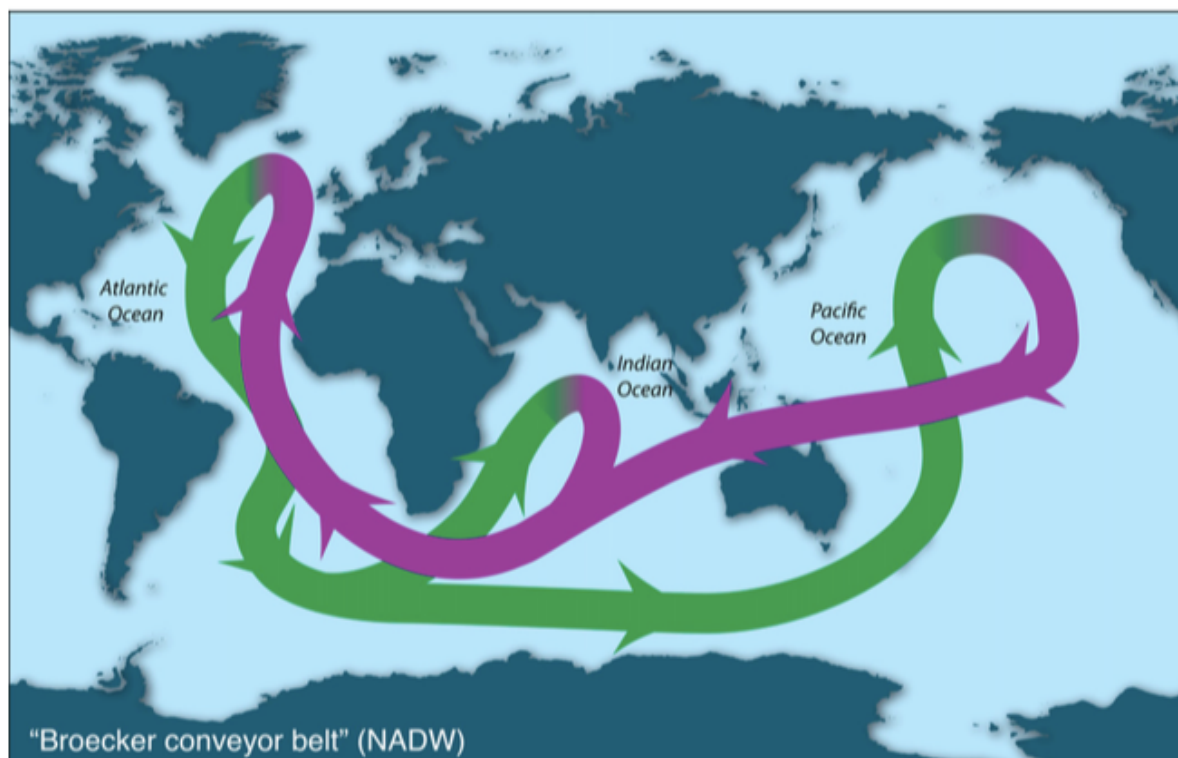 Atlantic
Ocean
Pacific
Ocean
Indian
Ocean
“Broecker conveyor belt” (NADW)